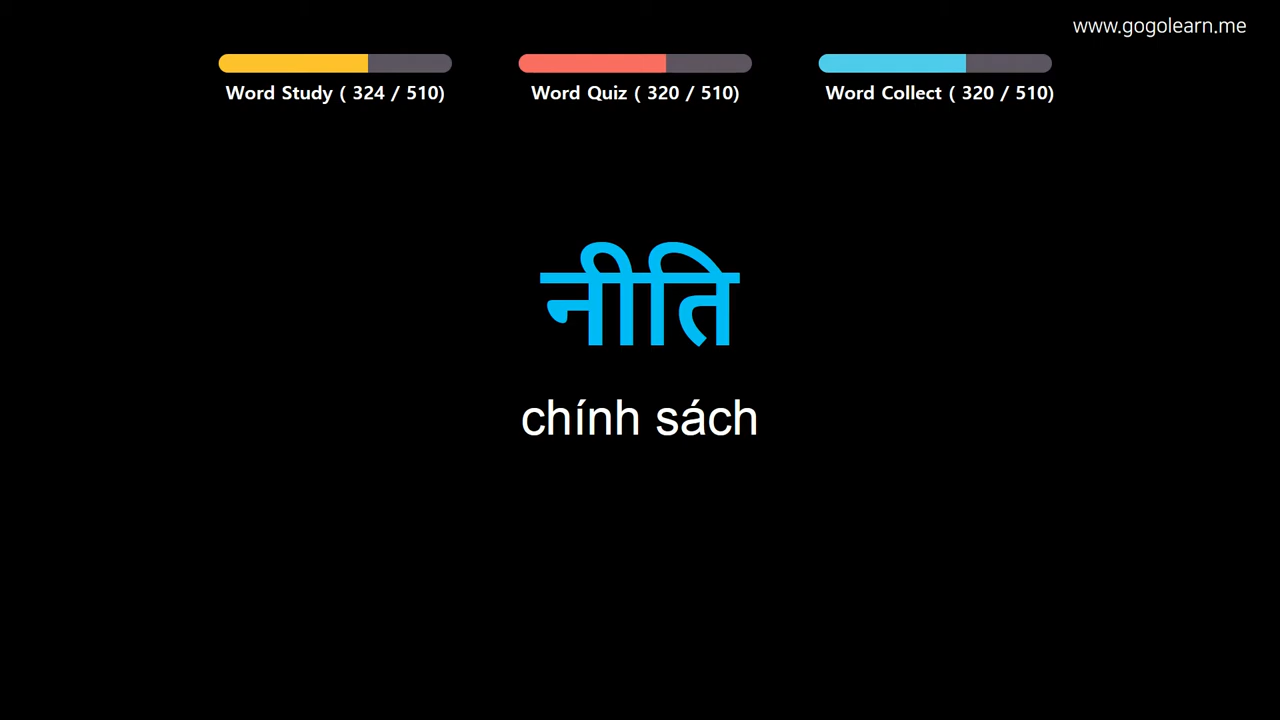 www.gogolearn.me
Word Study ( 324 / 510)
Word Quiz ( 320 / 510)
Word Collect ( 320 / 510)
नीति
chính sách